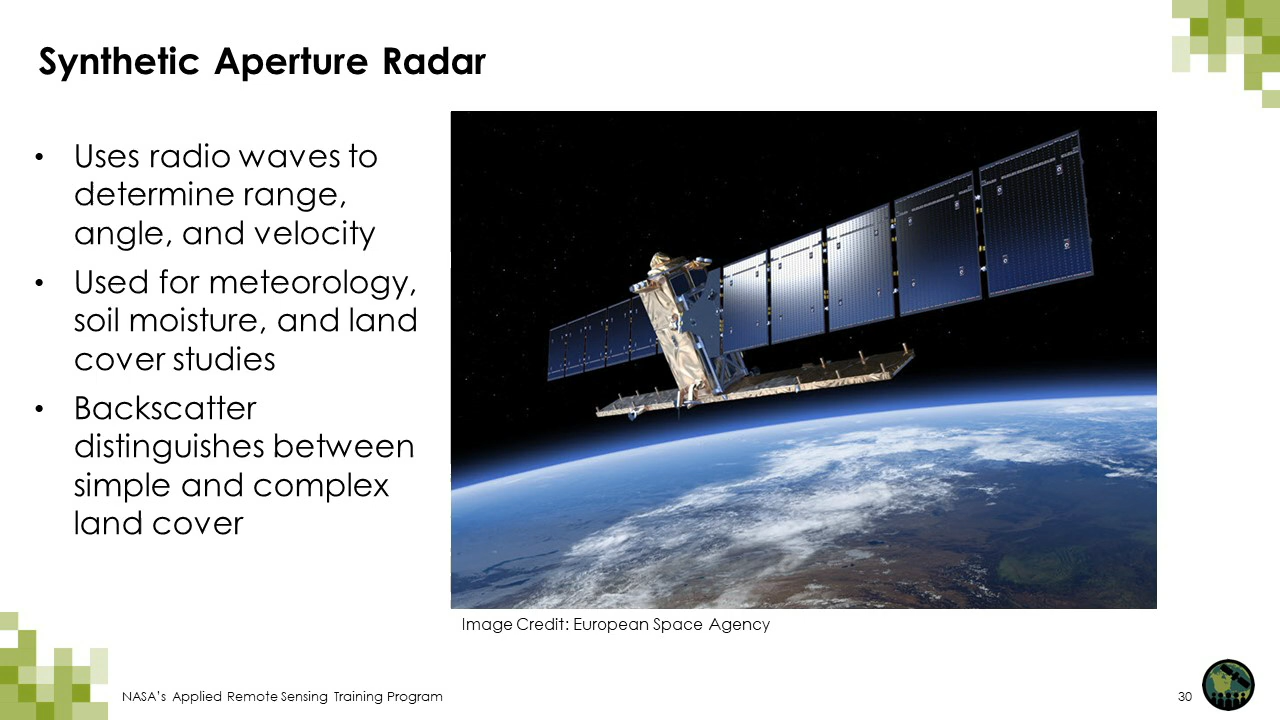 Synthetic Aperture Radar
• Uses radio waves to
determine range,
angle, and velocity
• Used for meteorology,
soil moisture, and land
cover studies
• Backscatter
distinguishes between
simple and complex
land cover
Image Credit: European Space Agency
NASA's Applied Remote Sensing Training Program
30